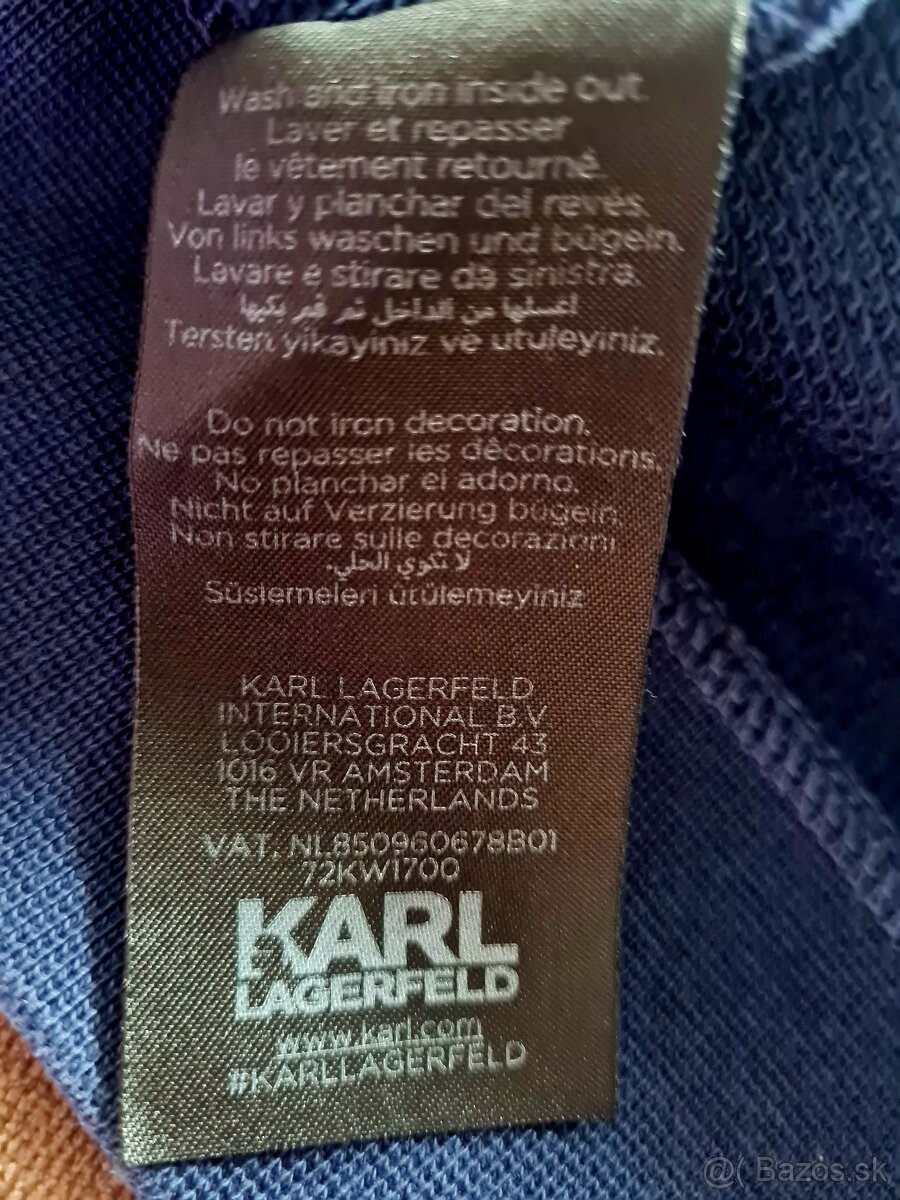 Wash and iron inside out.
Laver et repasser
le vêtement retourné.
Lavar y planchar del revés.
Von links waschen und bügeln.
Lavare e stirare da sinistra.
اغسلها من الداخل ثم قم بكيها
Tersten yikayiniz ve utuleyiniz.
Do not iron decoration.
Ne pas repasser les décorations.
No planchar el adorno.
Nicht auf Verzierung bügeln.
Non stirare sulle decorazioni
لا تكوي الحلي.
Süslemeleri ütülemeyiniz
KARL LAGERFELD
INTERNATIONAL B.V.
LOOIERSGRACHT 43
1016 VR AMSTERDAM
THE NETHERLANDS
VAT. NL850960678B01
72KW1700
KARL
LAGERFELD
www.karl.com
#KARLLAGERFELD
@( Bazos.sk